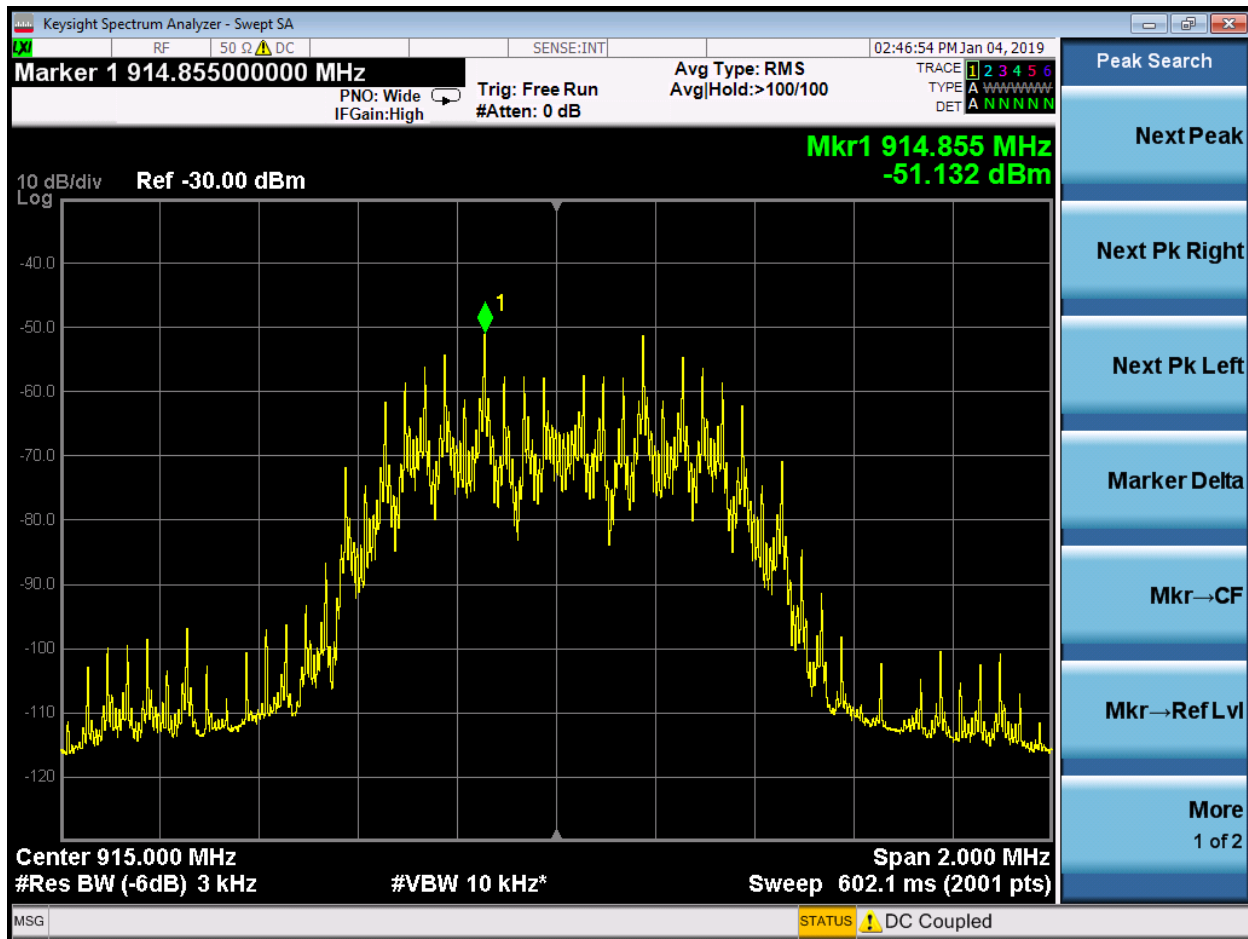 Keysight Spectrum Analyzer - Swept SA
LXI RF 50 Ω DC SENSE:INT 02:46:54 PM Jan 04, 2019
Marker 1 914.855000000 MHz
PNO: Wide
IFGain:High
Trig: Free Run
#Atten: 0 dB
Avg Type: RMS
Avg|Hold:>100/100
TRACE 1 2 3 4 5 6
TYPE A WWWWW
DET A N N N N N
Peak Search
Mkr1 914.855 MHz
-51.132 dBm
10 dB/div Ref -30.00 dBm
Log
-40.0
-50.0
-60.0
-70.0
-80.0
-90.0
-100
-110
-120
1
Center 915.000 MHz
Span 2.000 MHz
#Res BW (-6dB) 3 kHz
#VBW 10 kHz*
Sweep 602.1 ms (2001 pts)
Next Peak
Next Pk Right
Next Pk Left
Marker Delta
Mkr→CF
Mkr→Ref Lvl
More
1 of 2
MSG STATUS DC Coupled